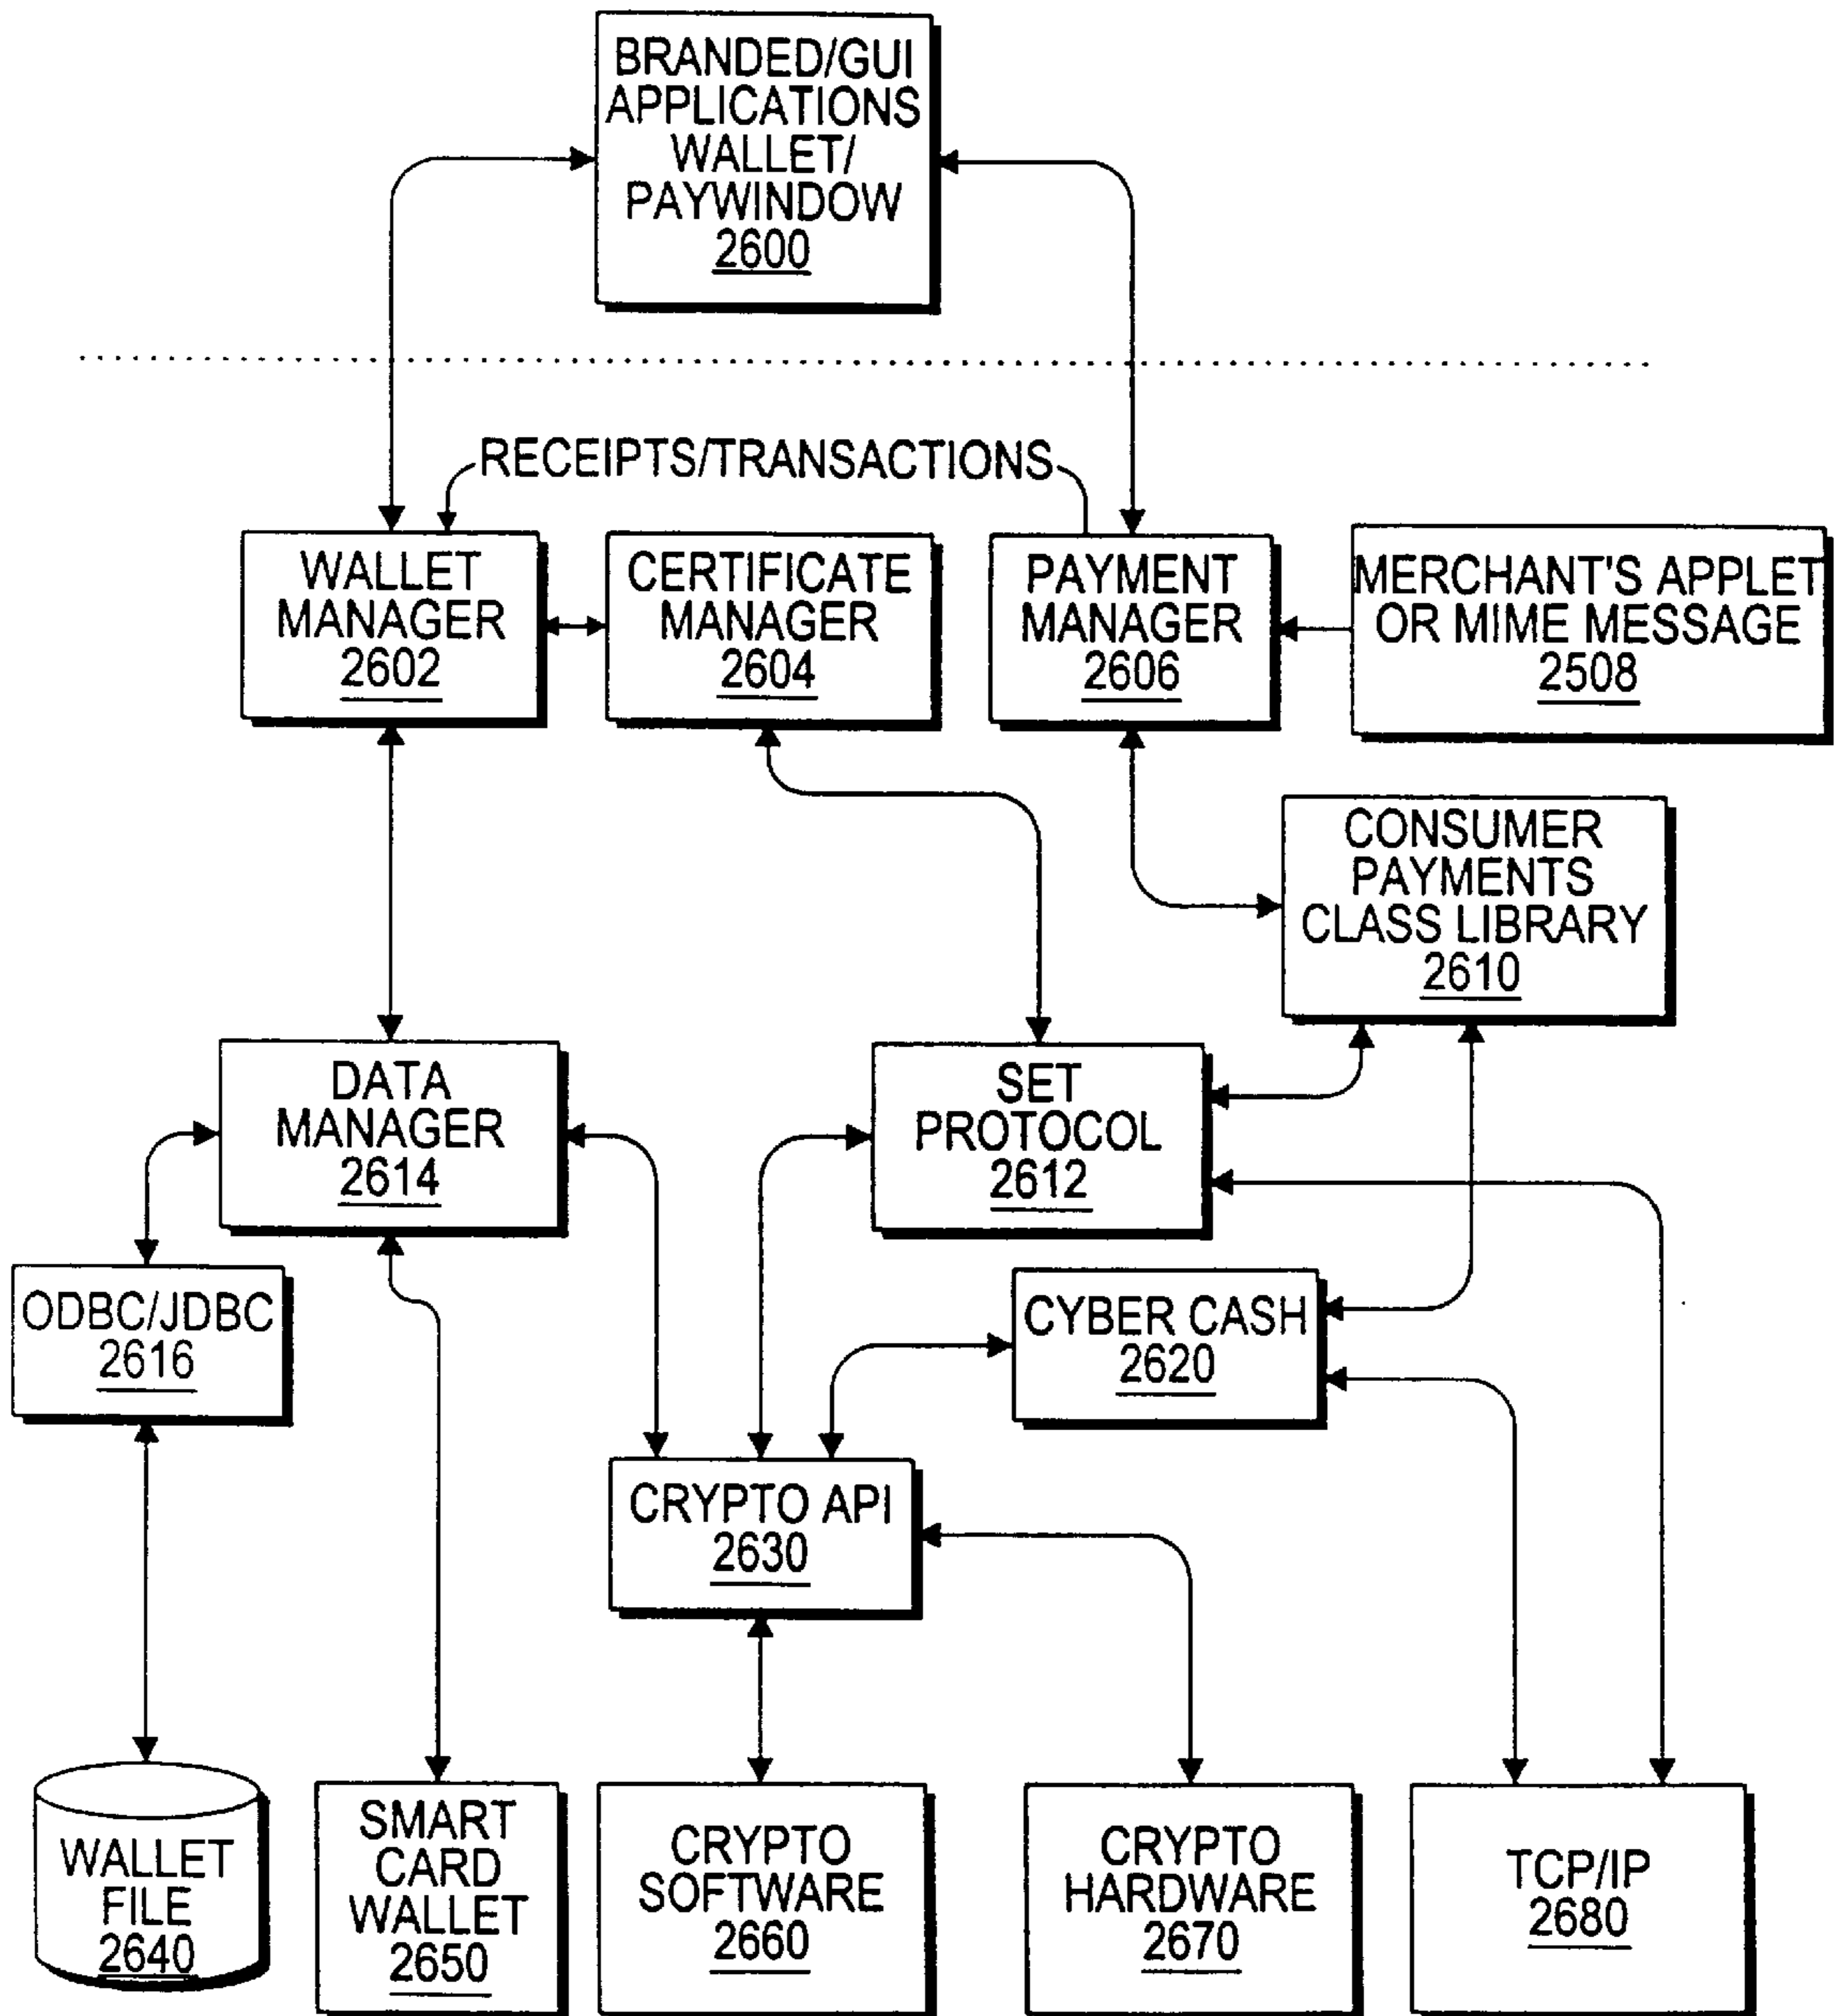 BRANDED/GUI
APPLICATIONS
WALLET/
PAYWINDOW
2600
RECEIPTS/TRANSACTIONS
WALLET
MANAGER
2602
CERTIFICATE
MANAGER
2604
PAYMENT
MANAGER
2606
MERCHANT'S APPLET
OR MIME MESSAGE
2508
CONSUMER
PAYMENTS
CLASS LIBRARY
2610
DATA
MANAGER
2614
SET
PROTOCOL
2612
ODBC/JDBC
2616
CYBER CASH
2620
CRYPTO API
2630
WALLET
FILE
2640
SMART
CARD
WALLET
2650
CRYPTO
SOFTWARE
2660
CRYPTO
HARDWARE
2670
TCP/IP
2680